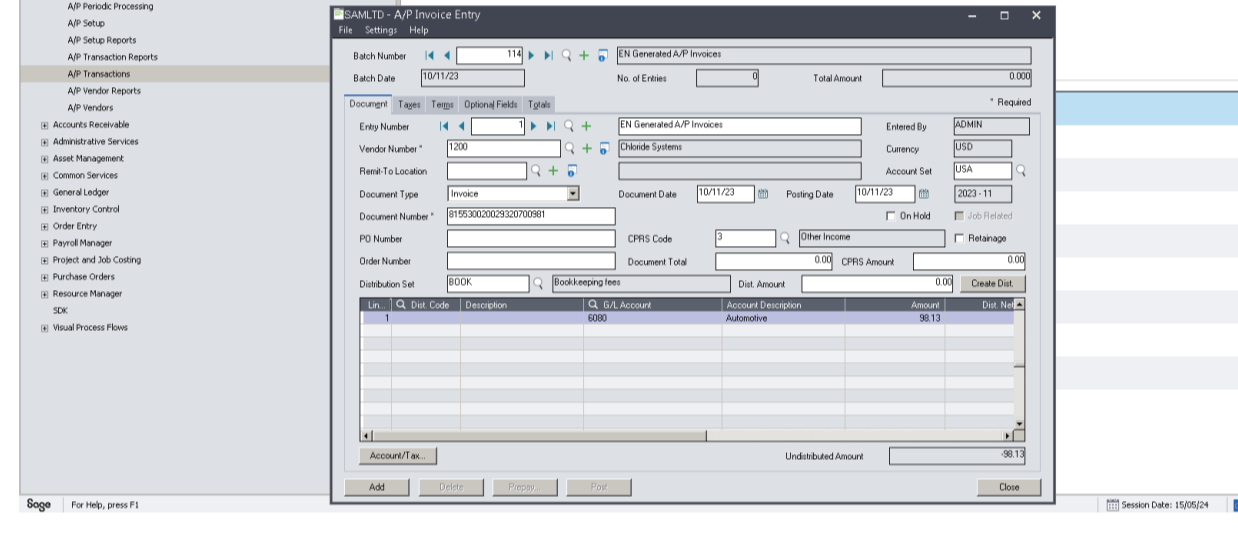 A/P Periodic Processing
A/P Setup
A/P Setup Reports
A/P Transaction Reports
A/P Transactions
A/P Vendor Reports
A/P Vendors
Accounts Receivable
Administrative Services
Asset Management
Common Services
General Ledger
Inventory Control
Order Entry
Payroll Manager
Project and Job Costing
Purchase Orders
Resource Manager
SDK
Visual Process Flows
SAMLTD - A/P Invoice Entry
File Settings Help
Batch Number 114 EN Generated A/P Invoices
Batch Date 10/11/23 No. of Entries 0 Total Amount 0.000
Document Taxes Terms Optional Fields Totals * Required
Entry Number 1 EN Generated A/P Invoices Entered By ADMIN
Vendor Number * 1200 Chloride Systems Currency USD
Remit-To Location Account Set USA
Document Type Invoice Document Date 10/11/23 Posting Date 10/11/23 2023 - 11
Document Number * 815530020029320700981 On Hold Job Related
PO Number CPRS Code 3 Other Income Retainage
Order Number Document Total 0.00 CPRS Amount 0.00
Distribution Set BOOK Bookkeeping fees Dist. Amount 0.00 Create Dist.
Lin... Dist. Code Description G/L Account Account Description Amount Dist. Net
1 6080 Automotive 98.13
Account/Tax... Undistributed Amount -98.13
Add Delete Prepay... Post Close
Sage For Help, press F1 Session Date: 15/05/24